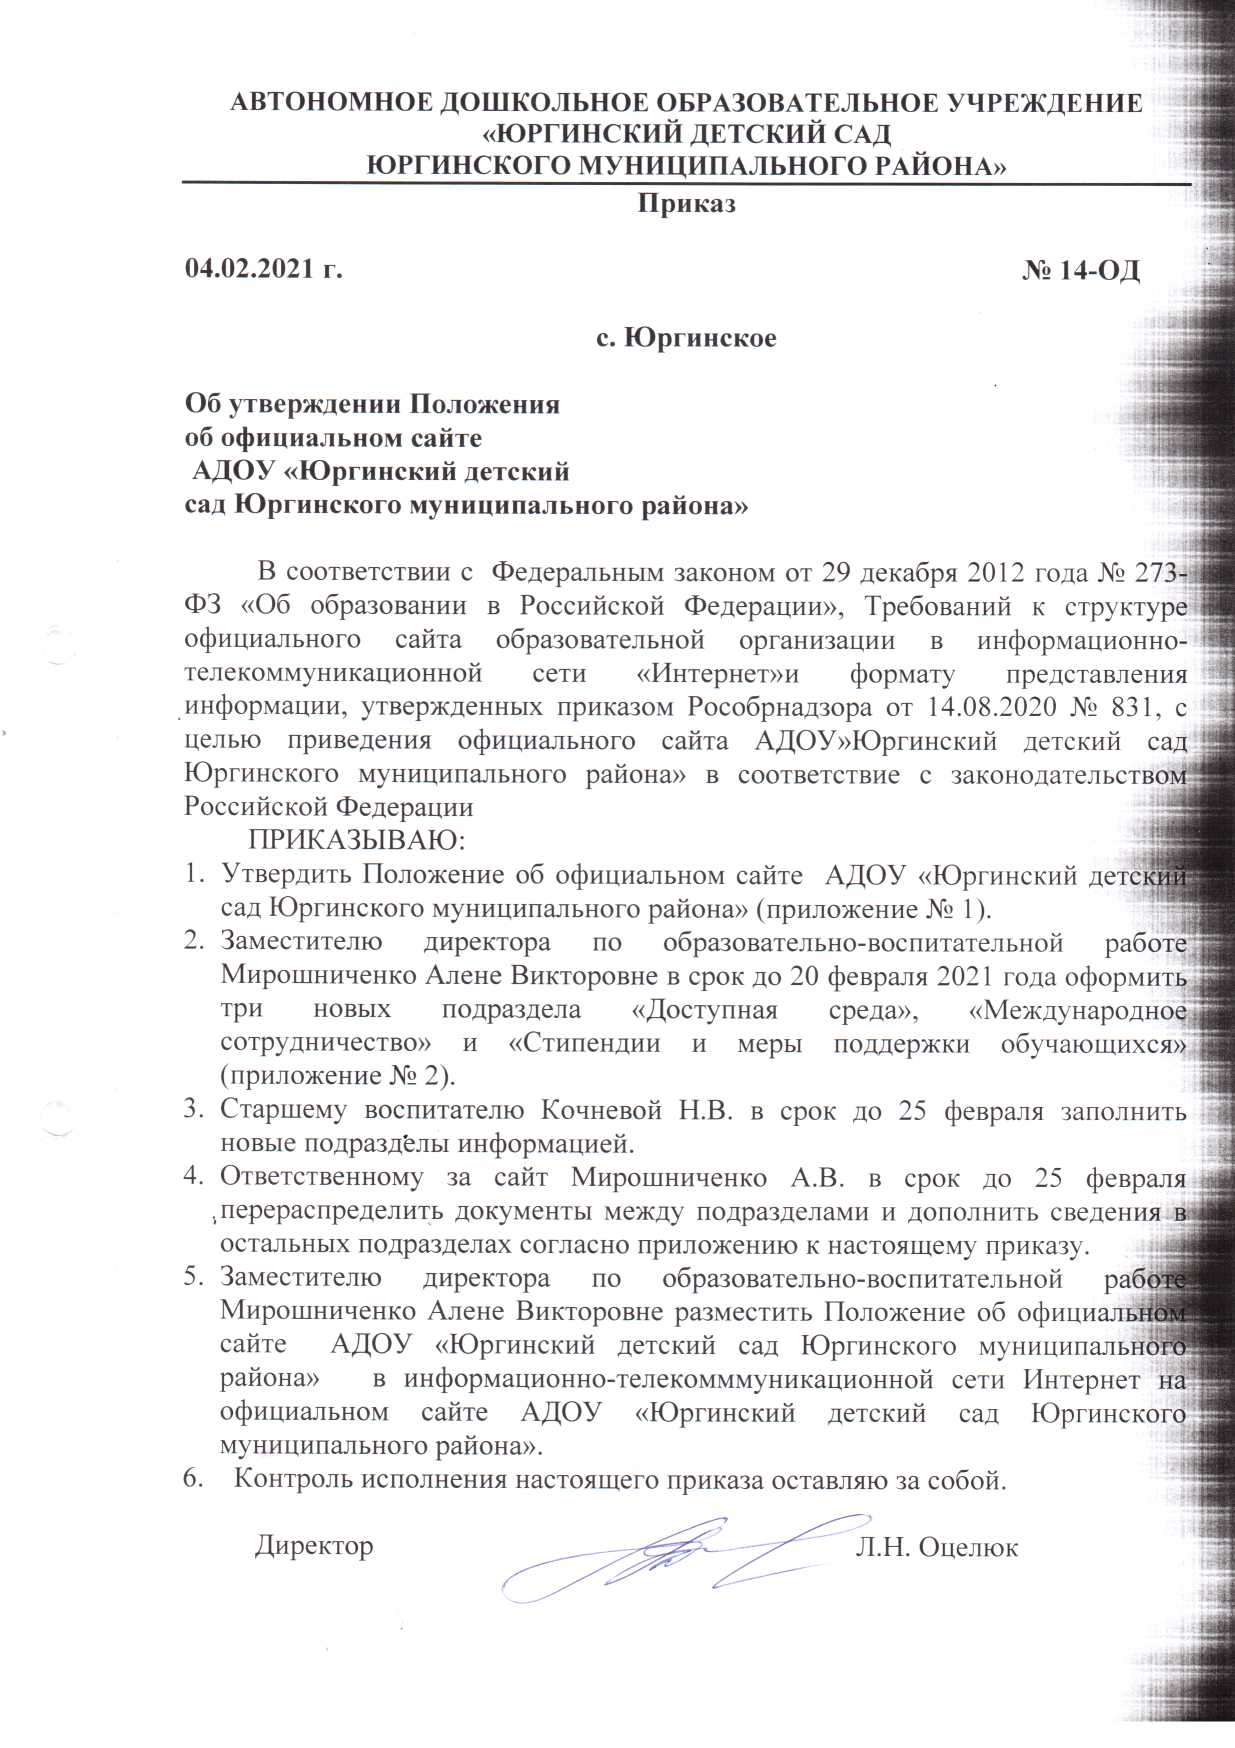 АВТОНОМНОЕ ДОШКОЛЬНОЕ ОБРАЗОВАТЕЛЬНОЕ УЧРЕЖДЕНИЕ
«ЮРГИНСКИЙ ДЕТСКИЙ САД
ЮРГИНСКОГО МУНИЦИПАЛЬНОГО РАЙОНА»
Приказ
04.02.2021 г. № 14-ОД
с. Юргинское
Об утверждении Положения
об официальном сайте
АДОУ «Юргинский детский
сад Юргинского муниципального района»
В соответствии с Федеральным законом от 29 декабря 2012 года № 273-
ФЗ «Об образовании в Российской Федерации», Требований к структуре
официального сайта образовательной организации в информационно-
телекоммуникационной сети «Интернет»и формату представления
информации, утвержденных приказом Рособрнадзора от 14.08.2020 № 831, с
целью приведения официального сайта АДОУ»Юргинский детский сад
Юргинского муниципального района» в соответствие с законодательством
Российской Федерации
ПРИКАЗЫВАЮ:
1. Утвердить Положение об официальном сайте АДОУ «Юргинский детский
сад Юргинского муниципального района» (приложение № 1).
2. Заместителю директора по образовательно-воспитательной работе
Мирошниченко Алене Викторовне в срок до 20 февраля 2021 года оформить
три новых подраздела «Доступная среда», «Международное
сотрудничество» и «Стипендии и меры поддержки обучающихся»
(приложение № 2).
3. Старшему воспитателю Кочневой Н.В. в срок до 25 февраля заполнить
новые подразделы информацией.
4. Ответственному за сайт Мирошниченко А.В. в срок до 25 февраля
перераспределить документы между подразделами и дополнить сведения в
остальных подразделах согласно приложению к настоящему приказу.
5. Заместителю директора по образовательно-воспитательной работе
Мирошниченко Алене Викторовне разместить Положение об официальном
сайте АДОУ «Юргинский детский сад Юргинского муниципального
района» в информационно-телекомммуникационной сети Интернет на
официальном сайте АДОУ «Юргинский детский сад Юргинского
муниципального района».
6. Контроль исполнения настоящего приказа оставляю за собой.
Директор Л.Н. Оцелюк